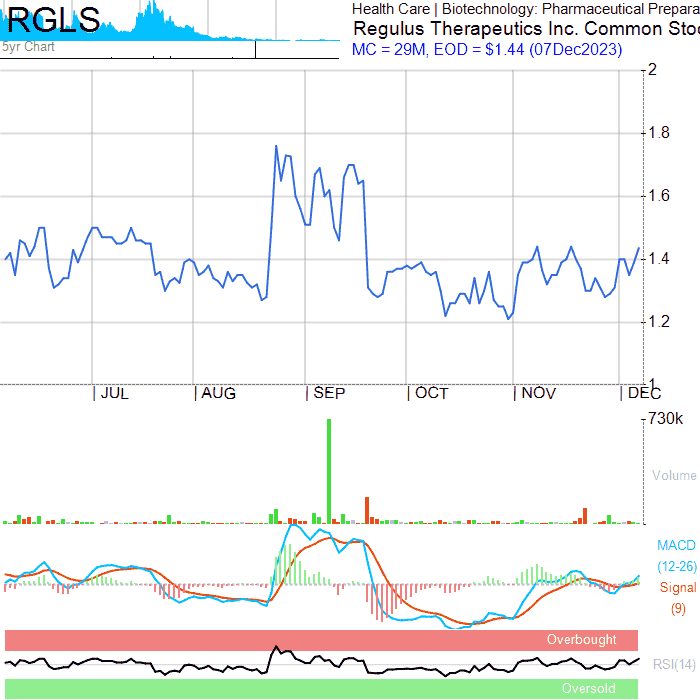 RGLS
5yr Chart
Health Care | Biotechnology: Pharmaceutical Prepara
Regulus Therapeutics Inc. Common Stoc
MC = 29M, EOD = $1.44 (07Dec2023)
2
1.8
1.6
1.4
1.2
1
JUL AUG SEP OCT NOV DEC
730k
Volume
MACD
(12-26)
Signal
(9)
Overbought
RSI(14)
Oversold